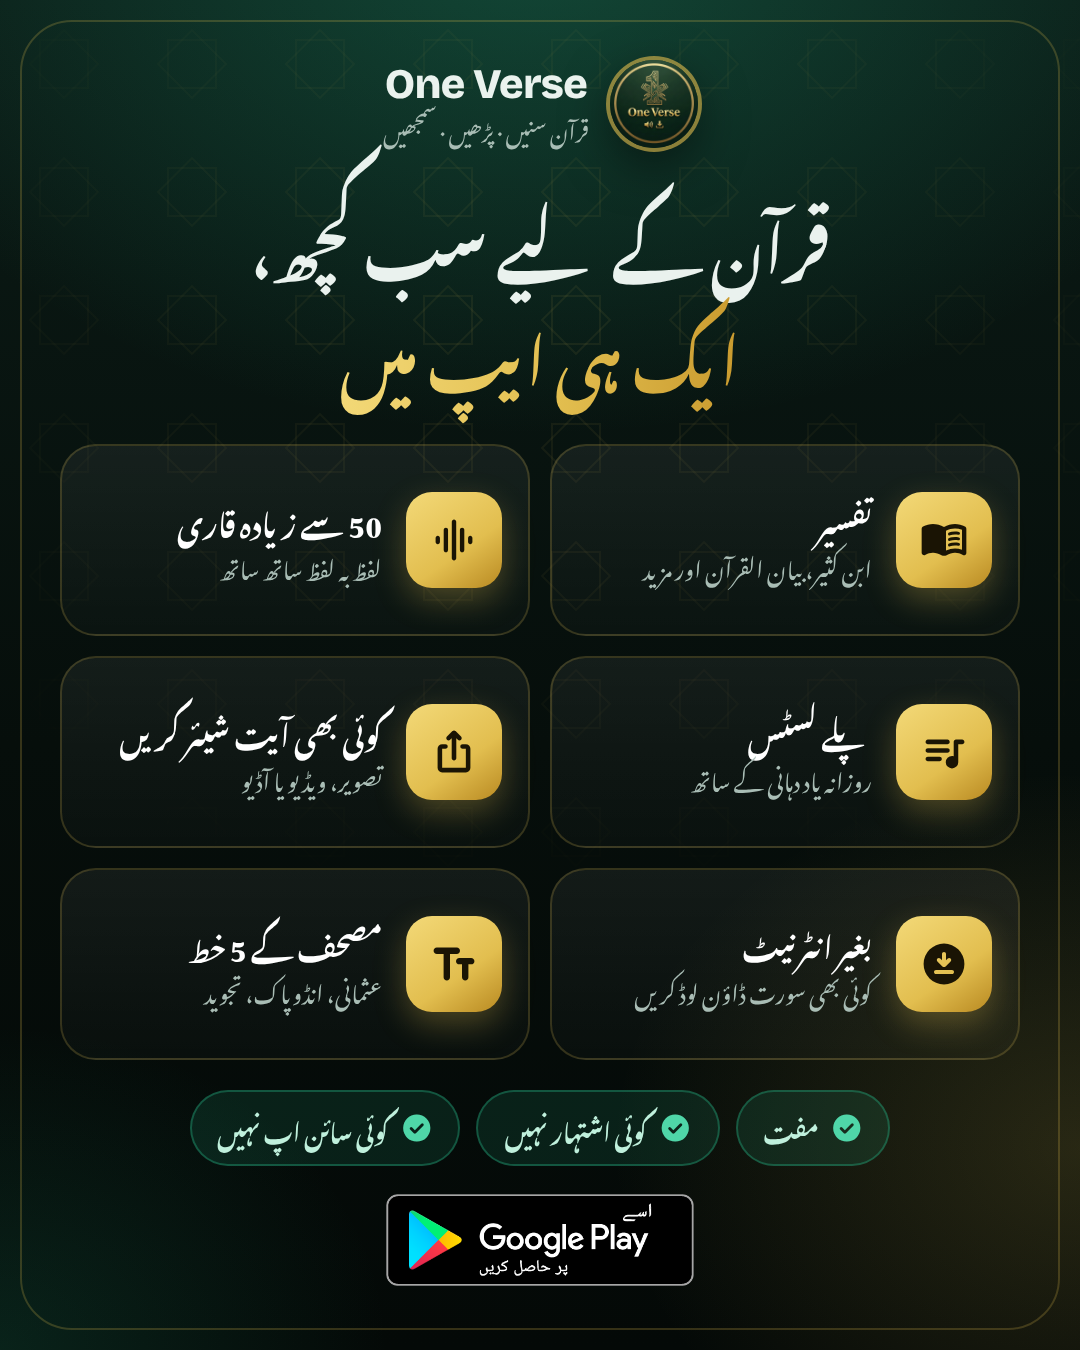 One Verse
One Verse
قرآن سنیں · پڑھیں · سمجھیں
قرآن کے لیے سب کچھ،
ایک ہی ایپ میں
تفسیر
ابن کثیر، بیان القرآن اور مزید
50 سے زیادہ قاری
لفظ بہ لفظ ساتھ ساتھ
پلے لسٹس
روزانہ یاد دہانی کے ساتھ
کوئی بھی آیت شیئر کریں
تصویر، ویڈیو یا آڈیو
بغیر انٹرنیٹ
کوئی بھی سورت ڈاؤن لوڈ کریں
مصحف کے 5 خط
عثمانی، انڈوپاک، تجوید
مفت
کوئی اشتہار نہیں
کوئی سائن اپ نہیں
اسے
Google Play
پر حاصل کریں